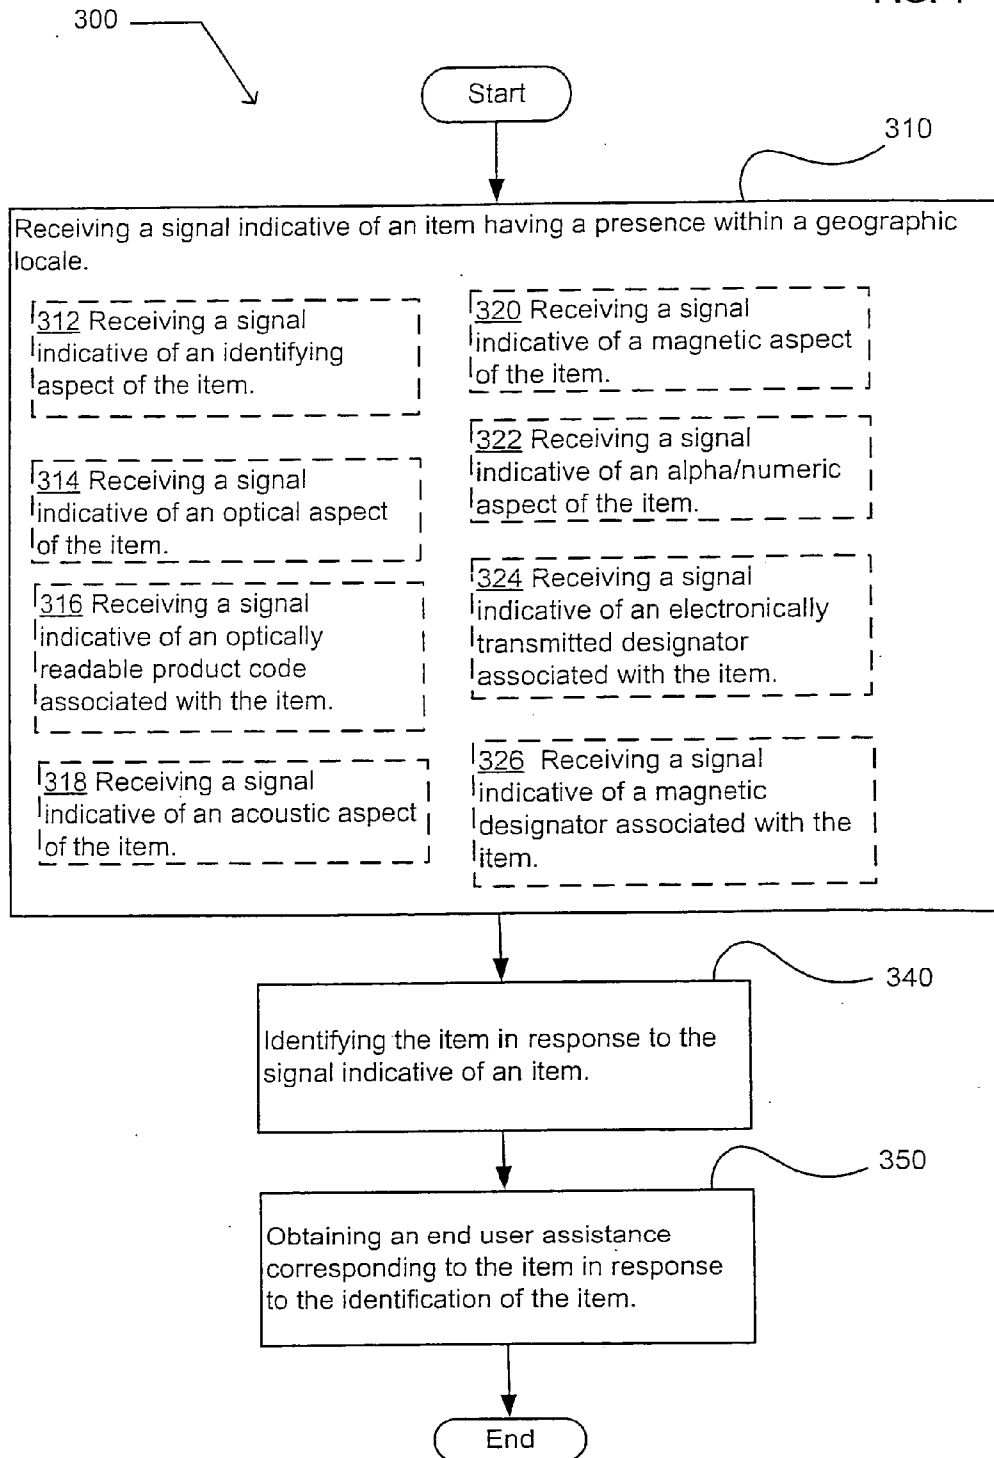 300
Start
310
Receiving a signal indicative of an item having a presence within a geographic
locale.
312 Receiving a signal
indicative of an identifying
aspect of the item.
314 Receiving a signal
indicative of an optical aspect
of the item.
316 Receiving a signal
indicative of an optically
readable product code
associated with the item.
318 Receiving a signal
indicative of an acoustic aspect
of the item.
320 Receiving a signal
indicative of a magnetic aspect
of the item.
322 Receiving a signal
indicative of an alpha/numeric
aspect of the item.
324 Receiving a signal
indicative of an electronically
transmitted designator
associated with the item.
326 Receiving a signal
indicative of a magnetic
designator associated with the
item.
340
Identifying the item in response to the
signal indicative of an item.
350
Obtaining an end user assistance
corresponding to the item in response
to the identification of the item.
End